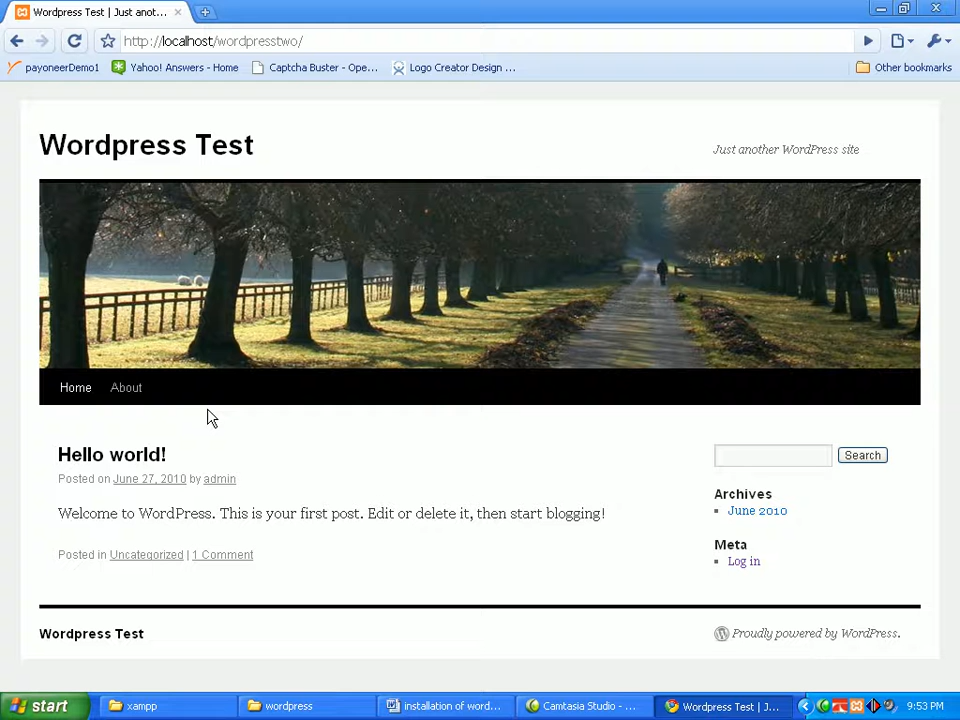 Wordpress Test | Just anot...
http://localhost/wordpresstwo/
payoneerDemo1
Yahoo! Answers - Home
Captcha Buster - Ope...
Logo Creator Design ...
Other bookmarks
Wordpress Test
Just another WordPress site
Home
About
Hello world!
Posted on June 27, 2010 by admin
Welcome to WordPress. This is your first post. Edit or delete it, then start blogging!
Posted in Uncategorized | 1 Comment
Search
Archives
June 2010
Meta
Log in
Wordpress Test
Proudly powered by WordPress.
start
xampp
wordpress
installation of word...
Camtasia Studio - ...
Wordpress Test | J...
9:53 PM